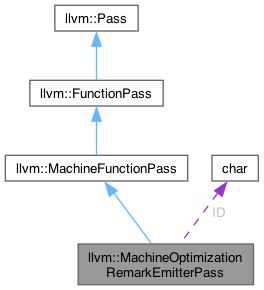 llvm::Pass
llvm::FunctionPass
llvm::MachineFunctionPass
char
ID
llvm::MachineOptimization
RemarkEmitterPass